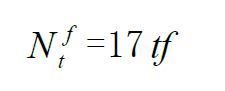 $N_t^f = 17\,tf$